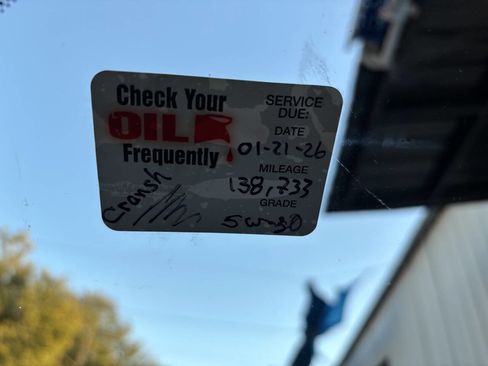 Check Your
OIL
Frequently
SERVICE
DUE:
DATE
01-21-26
MILEAGE
138,733
GRADE
5w-30